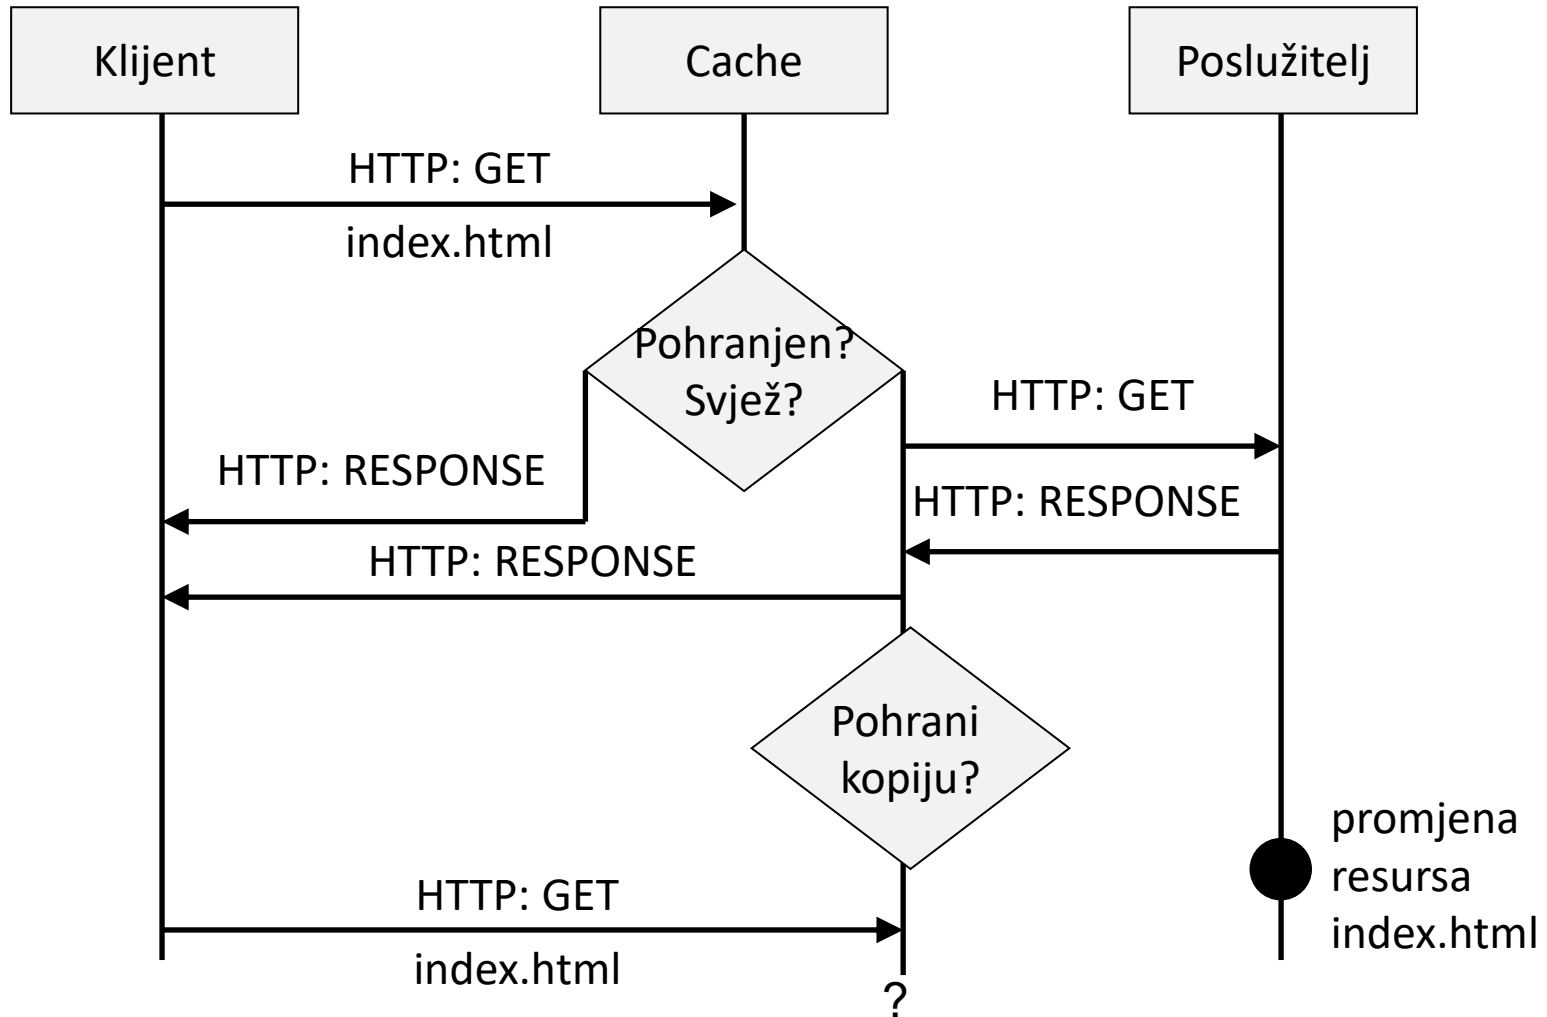 Klijent
Cache
Poslužitelj
HTTP: GET
index.html
Pohranjen?
Svjež?
HTTP: GET
HTTP: RESPONSE
HTTP: RESPONSE
HTTP: RESPONSE
Pohrani
kopiju?
promjena
resursa
index.html
HTTP: GET
index.html
?